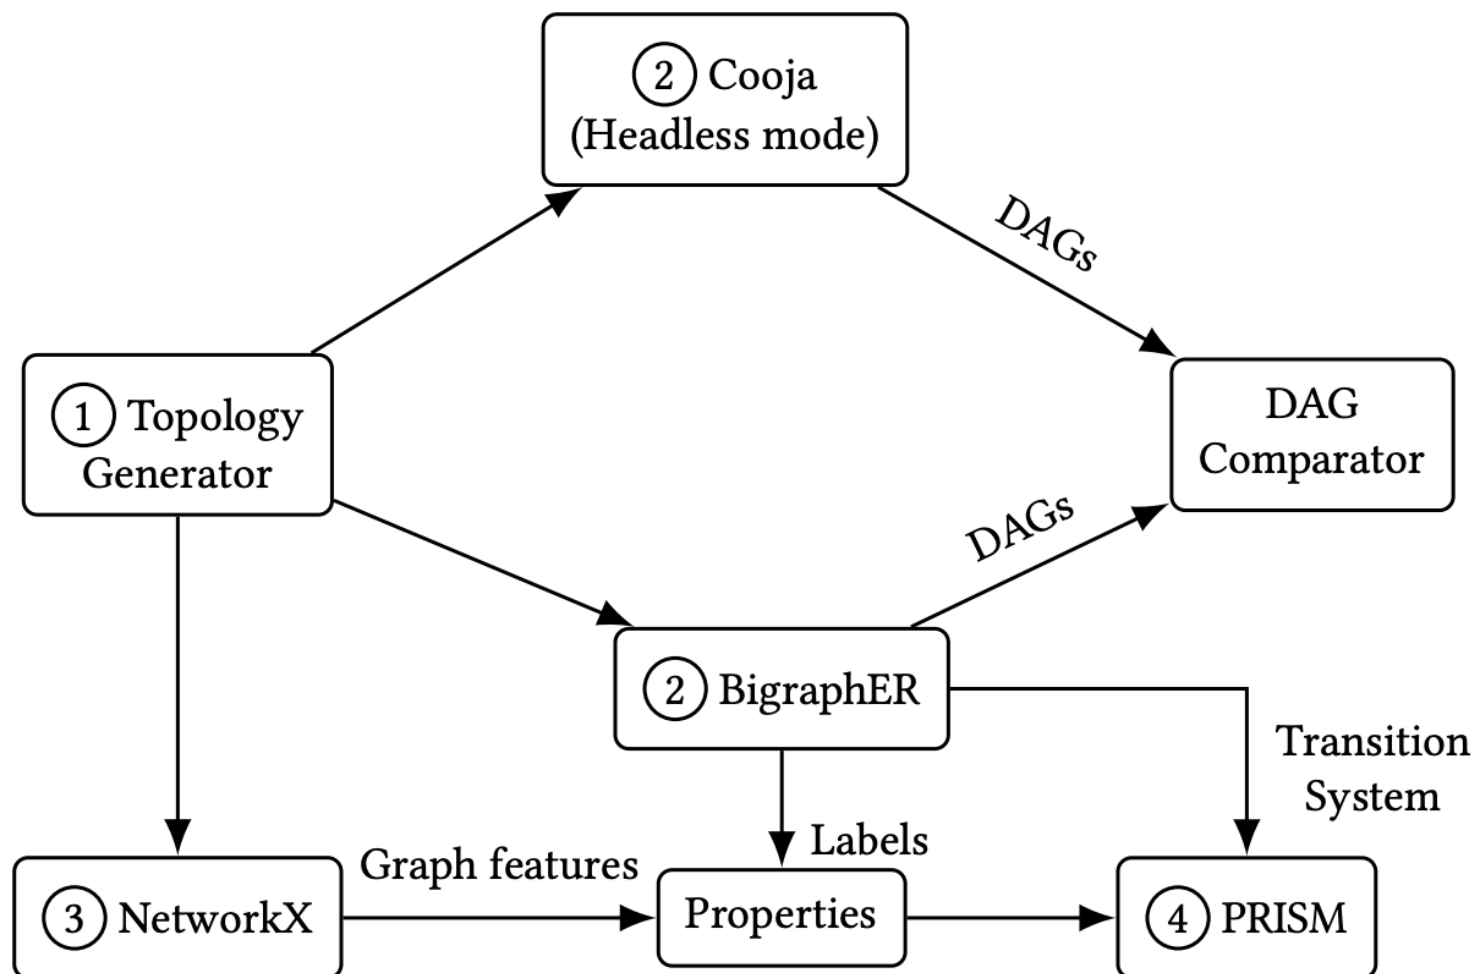 2 Cooja
(Headless mode)
DAGs
1 Topology
Generator
DAG
Comparator
DAGs
2 BigraphER
Transition
System
Labels
Graph features
3 NetworkX
Properties
4 PRISM